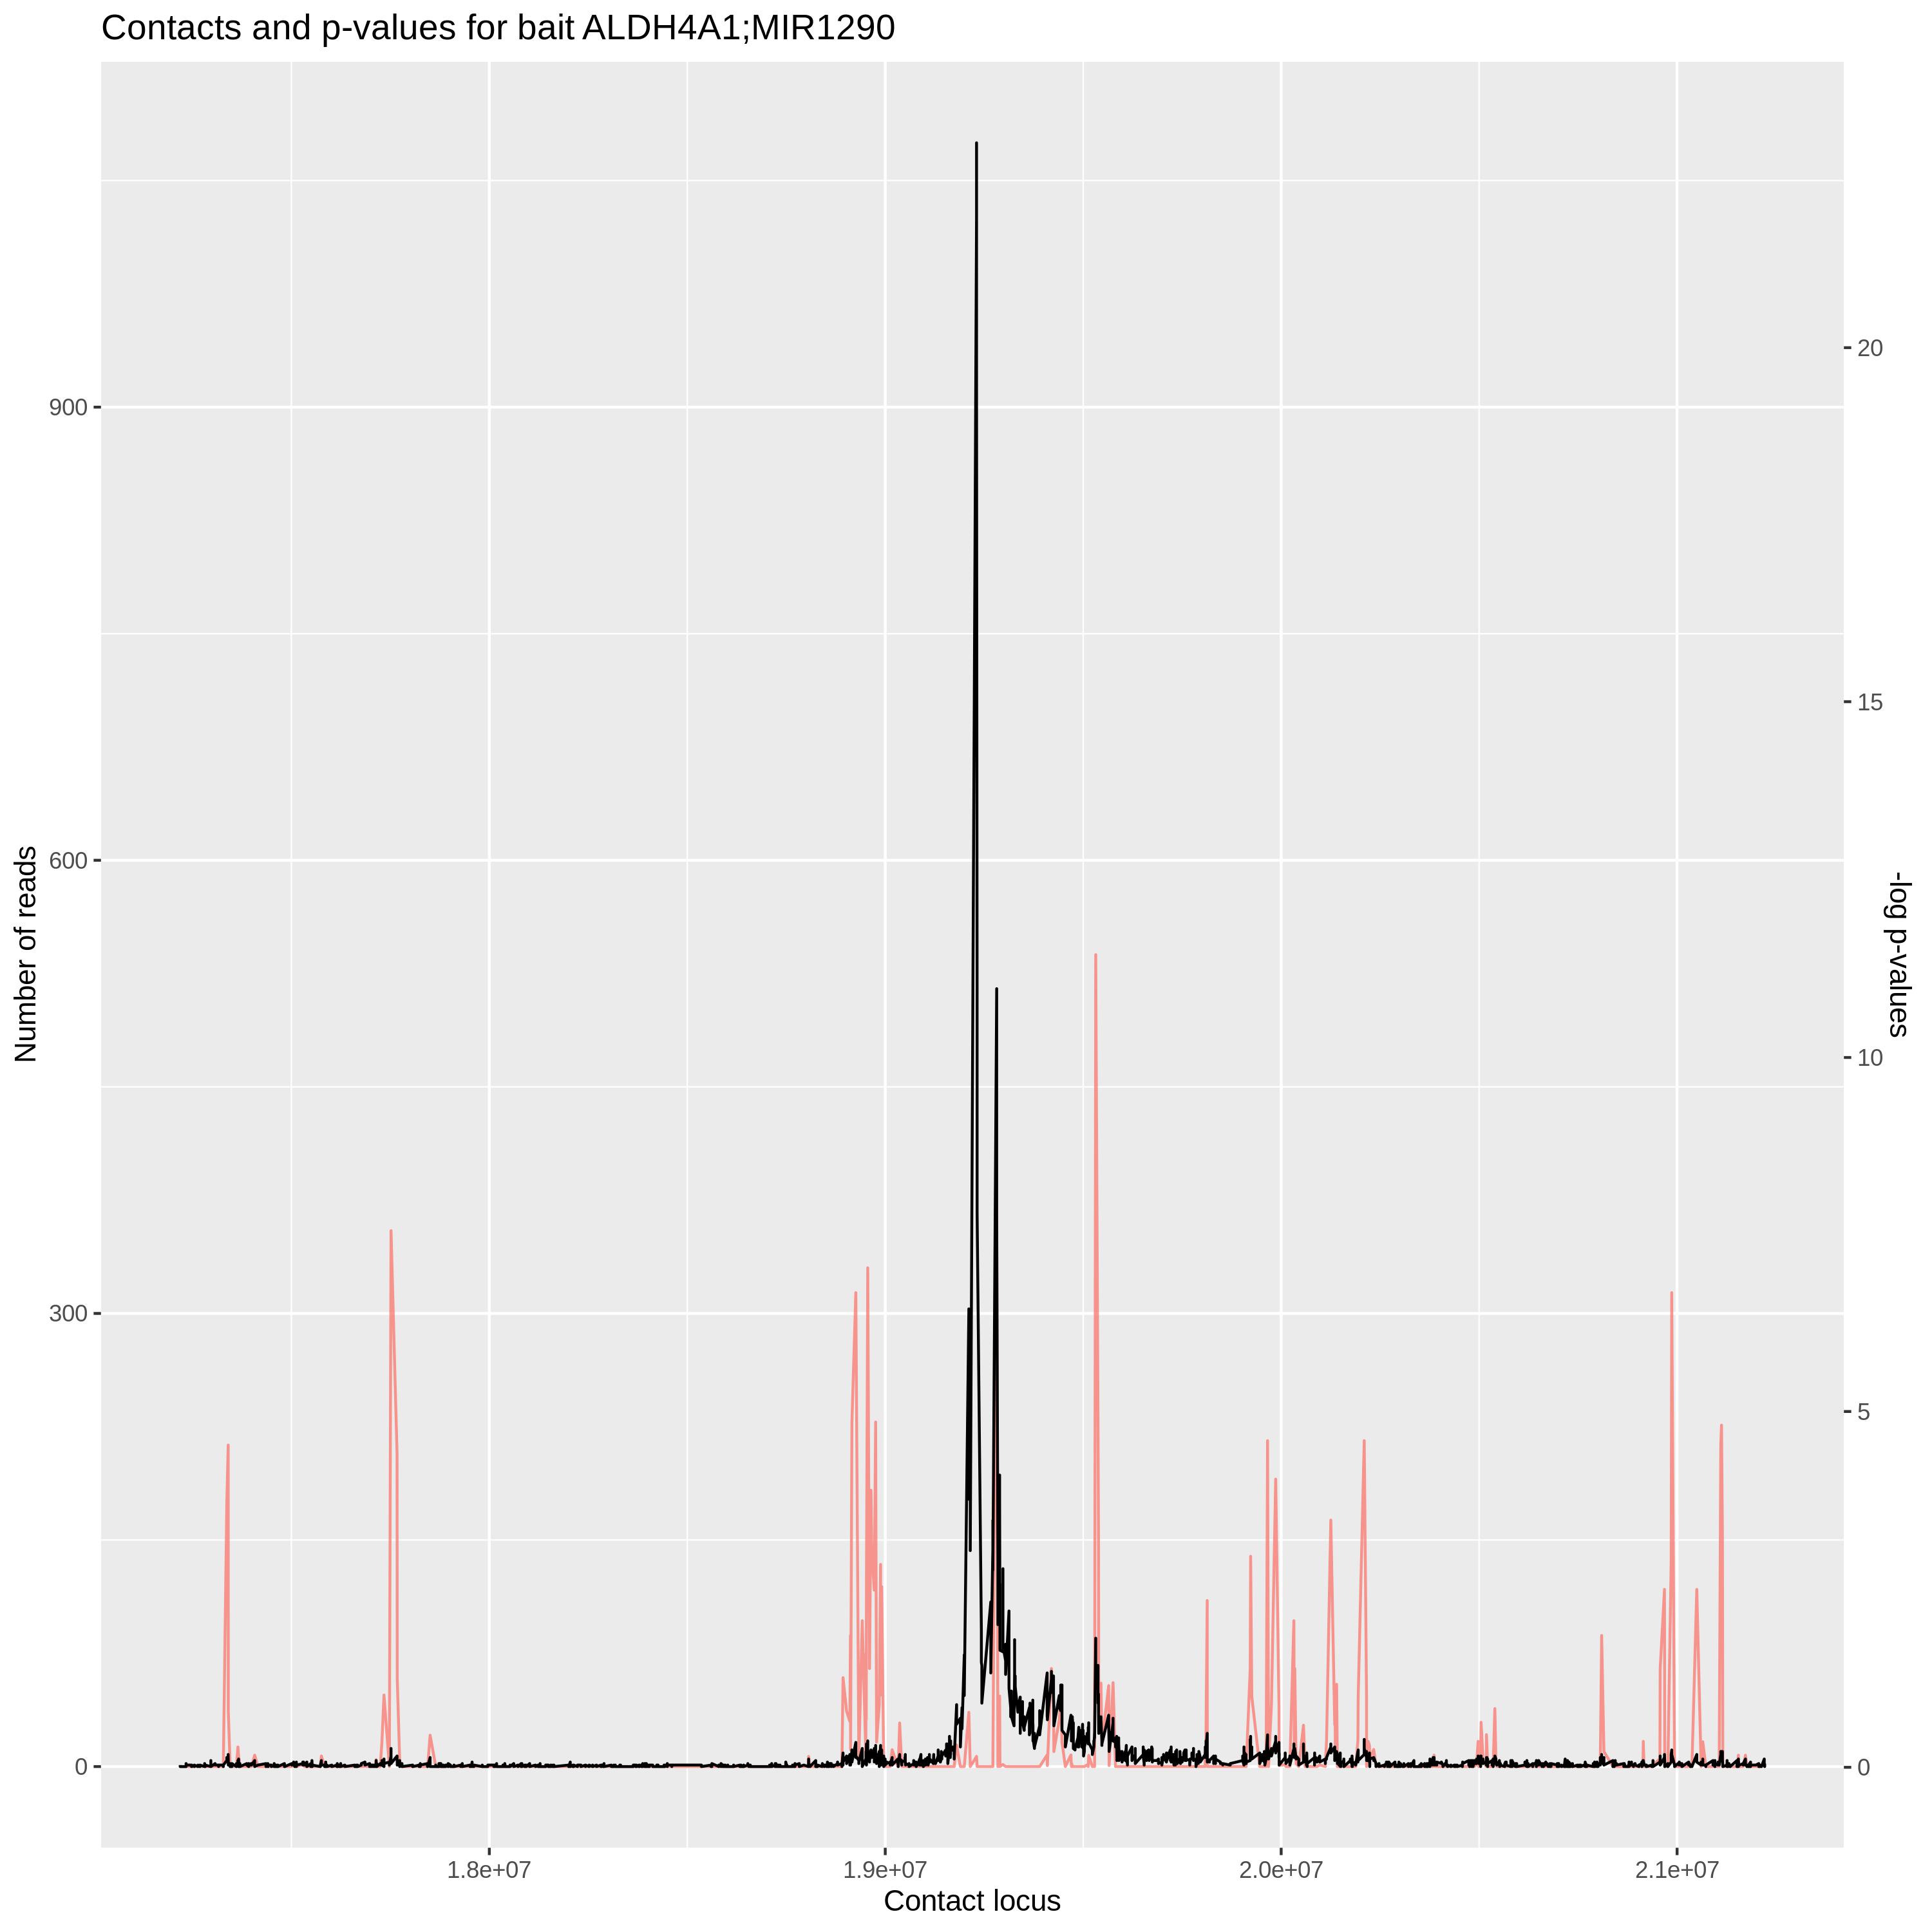 Contacts and p-values for bait ALDH4A1;MIR1290
900
600
300
0
Number of reads
20
15
10
5
0
-log p-values
1.8e+07
1.9e+07
2.0e+07
2.1e+07
Contact locus